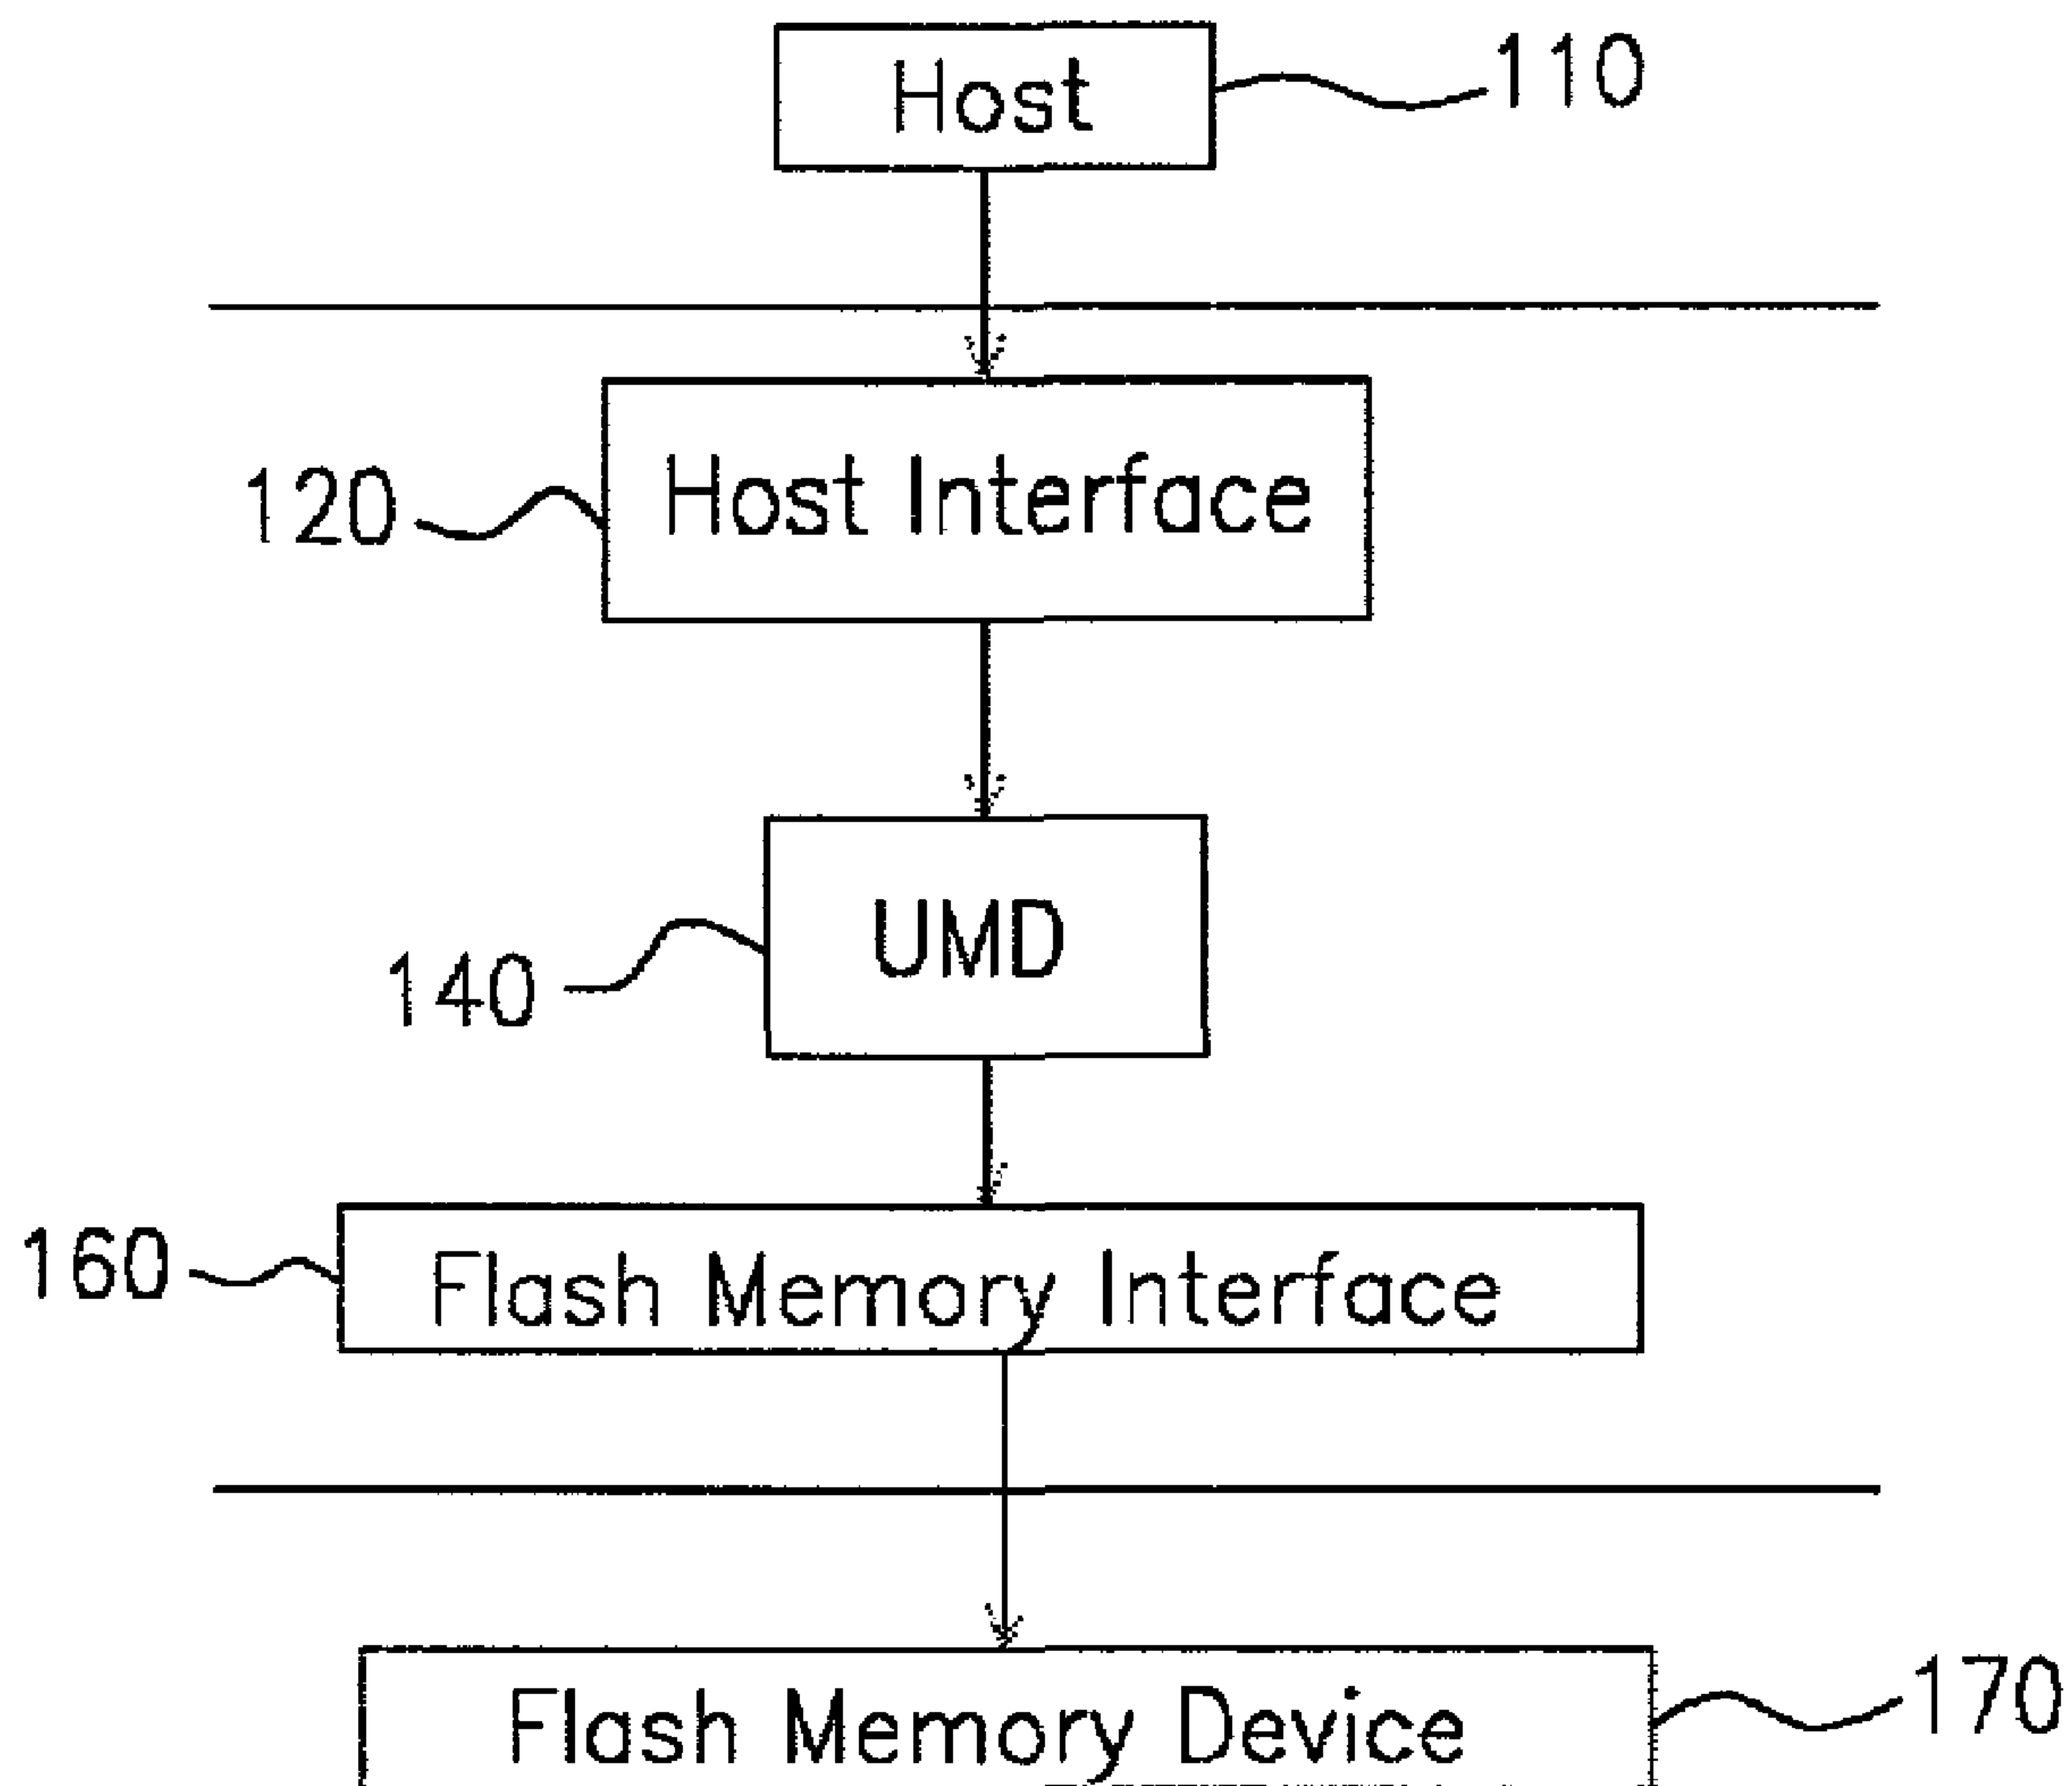 Host
110
120
Host Interface
UMD
140
160
Flash Memory Interface
Flash Memory Device
170